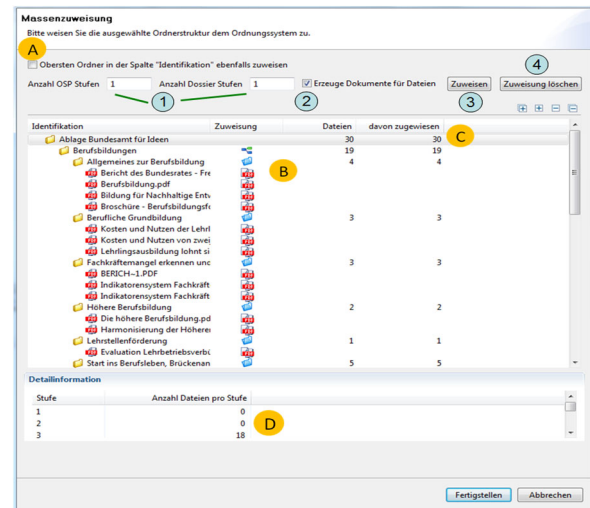 Massenzuweisung
Bitte weisen Sie die ausgewählte Ordnerstruktur dem Ordnungssystem zu.
A
Obersten Ordner in der Spalte "Identifikation" ebenfalls zuweisen
4
Anzahl OSP Stufen 1 Anzahl Dossier Stufen 1 Erzeuge Dokumente für Dateien Zuweisen Zuweisung löschen
1 2 3
Identifikation Zuweisung Dateien davon zugewiesen
C
Ablage Bundesamt für Ideen 30 30
Berufsbildungen 19 19
Allgemeines zur Berufsbildung 4 4
B
Bericht des Bundesrates - Fre
Berufsbildung.pdf
Bildung für Nachhaltige Entw
Broschüre - Berufsbildungsfo
Berufliche Grundbildung 3 3
Kosten und Nutzen der Lehrl
Kosten und Nutzen von zwei
Lehrlingsausbildung lohnt si
Fachkräftemangel erkennen und 3 3
BERICH~1.PDF
Indikatorensystem Fachkräft
Indikatorensystem Fachkräft
Höhere Berufsbildung 2 2
Die höhere Berufsbildung.pd
Harmonisierung der Höheren
Lehrstellenförderung 1 1
Evaluation Lehrbetriebsverbü
Start ins Berufsleben, Brückenan 5 5
Detailinformation
Stufe Anzahl Dateien pro Stufe
1 0
2 0
D
3 18
Fertigstellen Abbrechen